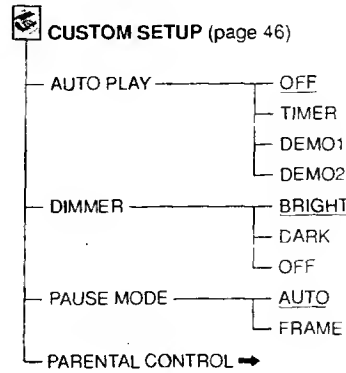 CUSTOM SETUP (page 46)
AUTO PLAY OFF
TIMER
DEMO1
DEMO2
DIMMER BRIGHT
DARK
OFF
PAUSE MODE AUTO
FRAME
PARENTAL CONTROL ➡